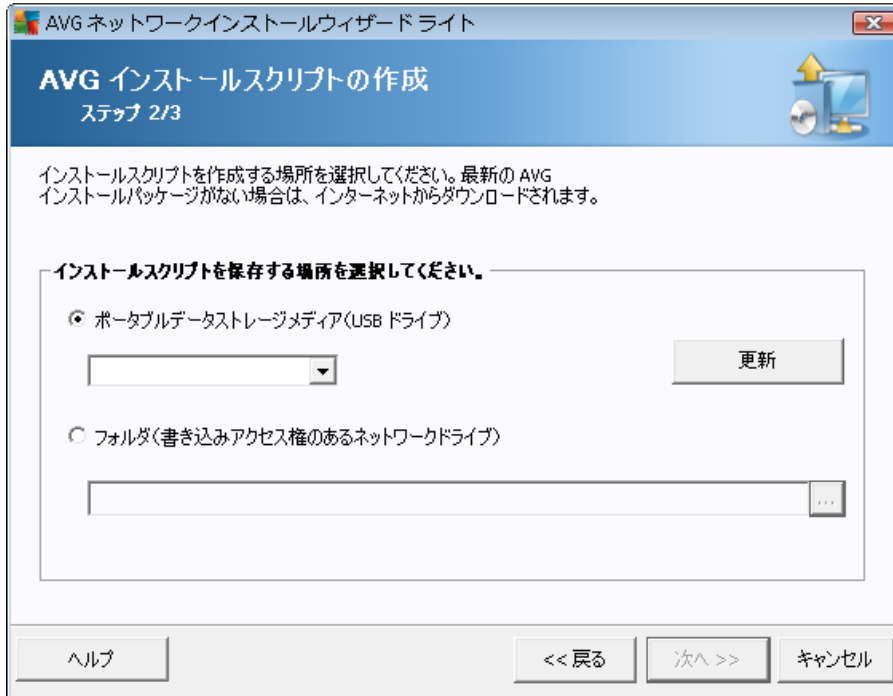 AVG ネットワークインストールウィザード ライト
AVG インストールスクリプトの作成
ステップ 2/3
インストールスクリプトを作成する場所を選択してください。最新の AVG
インストールパッケージがない場合は、インターネットからダウンロードされます。
インストールスクリプトを保存する場所を選択してください。
ポータブルデータストレージメディア(USB ドライブ)
更新
フォルダ(書き込みアクセス権のあるネットワークドライブ)
...
ヘルプ
<< 戻る
次へ >>
キャンセル